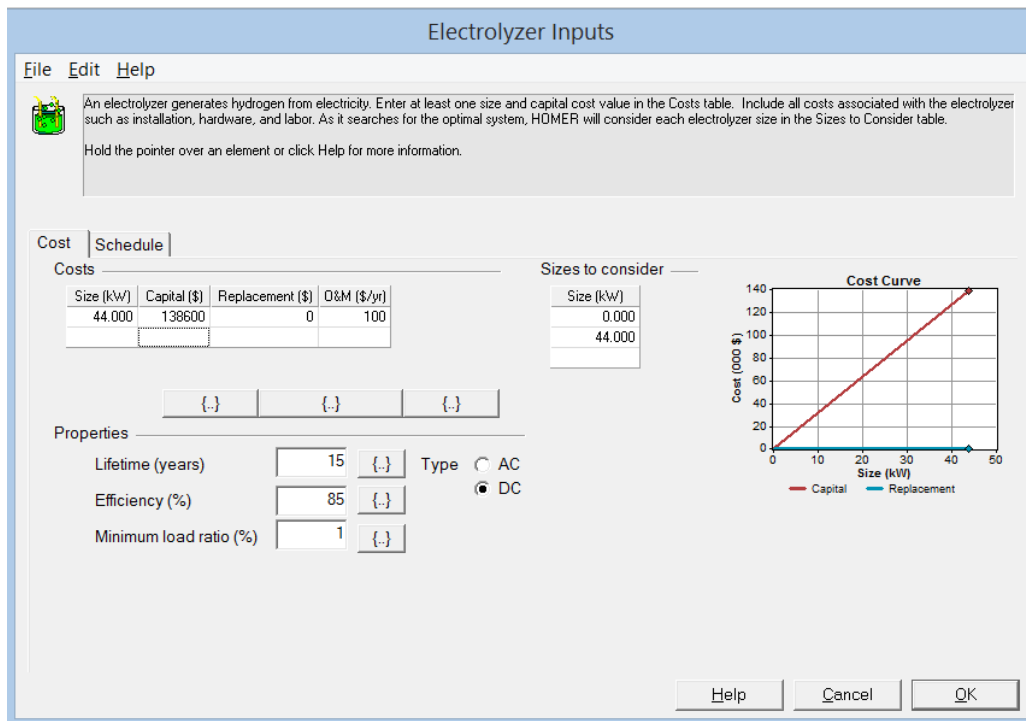 Electrolyzer Inputs
File Edit Help
An electrolyzer generates hydrogen from electricity. Enter at least one size and capital cost value in the Costs table. Include all costs associated with the electrolyzer
such as installation, hardware, and labor. As it searches for the optimal system, HOMER will consider each electrolyzer size in the Sizes to Consider table.
Hold the pointer over an element or click Help for more information.
Cost Schedule
Costs
Size (kW) Capital ($) Replacement ($) O&M ($/yr)
44.000 138600 0 100
{..} {..} {..}
Properties
Lifetime (years) 15 {..} Type AC
DC
Efficiency (%) 85 {..}
Minimum load ratio (%) 1 {..}
Sizes to consider
Size (kW)
0.000
44.000
Cost Curve
Cost (000 $)
140
120
100
80
60
40
20
0
0 10 20 30 40 50
Size (kW)
Capital Replacement
Help Cancel OK